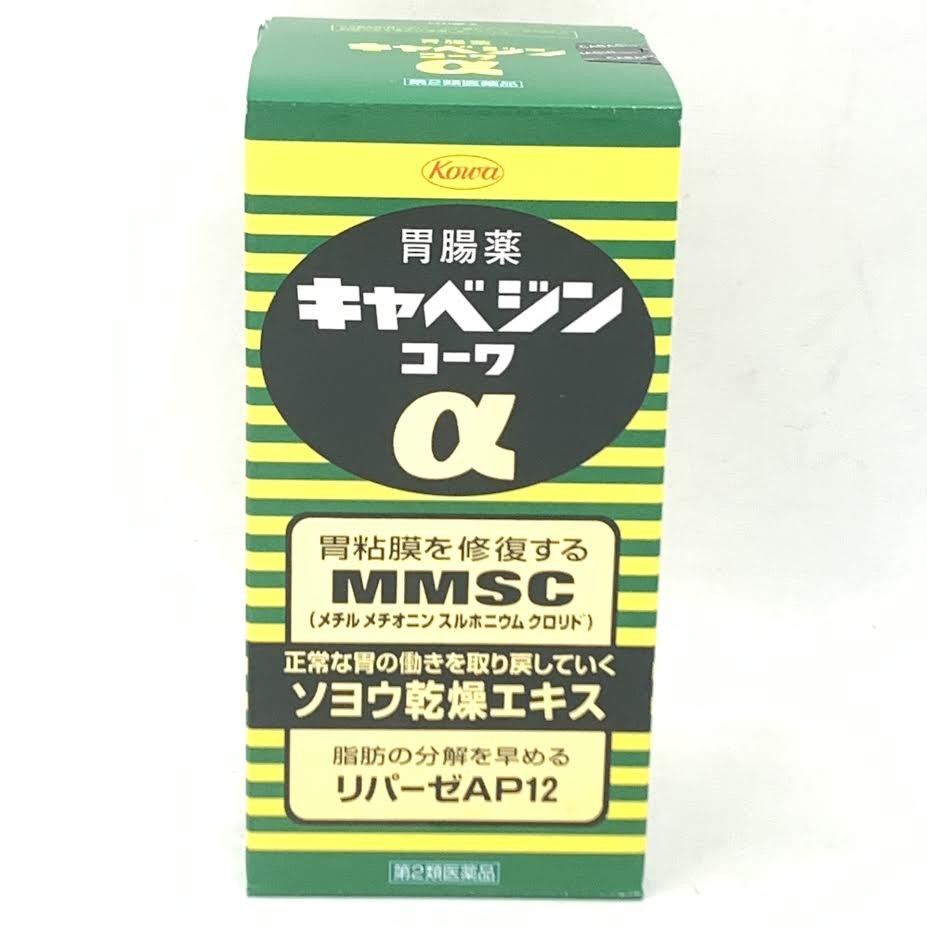 胃腸薬
キャベジン
コーワ
α
第2類医薬品
Kowa
胃腸薬
キャベジン
コーワ
α
胃粘膜を修復する
MMSC
(メチル メチオニン スルホニウム クロリド)
正常な胃の働きを取り戻していく
ソヨウ乾燥エキス
脂肪の分解を早める
リパーゼAP12
第2類医薬品